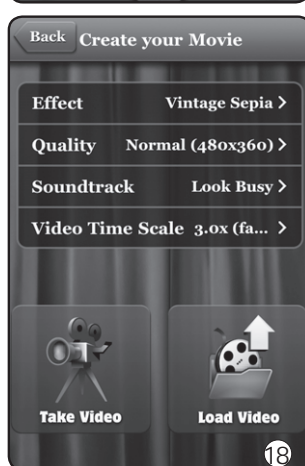 Back Create your Movie
Effect Vintage Sepia >
Quality Normal (480x360) >
Soundtrack Look Busy >
Video Time Scale 3.0x (fa... >
Take Video Load Video
18